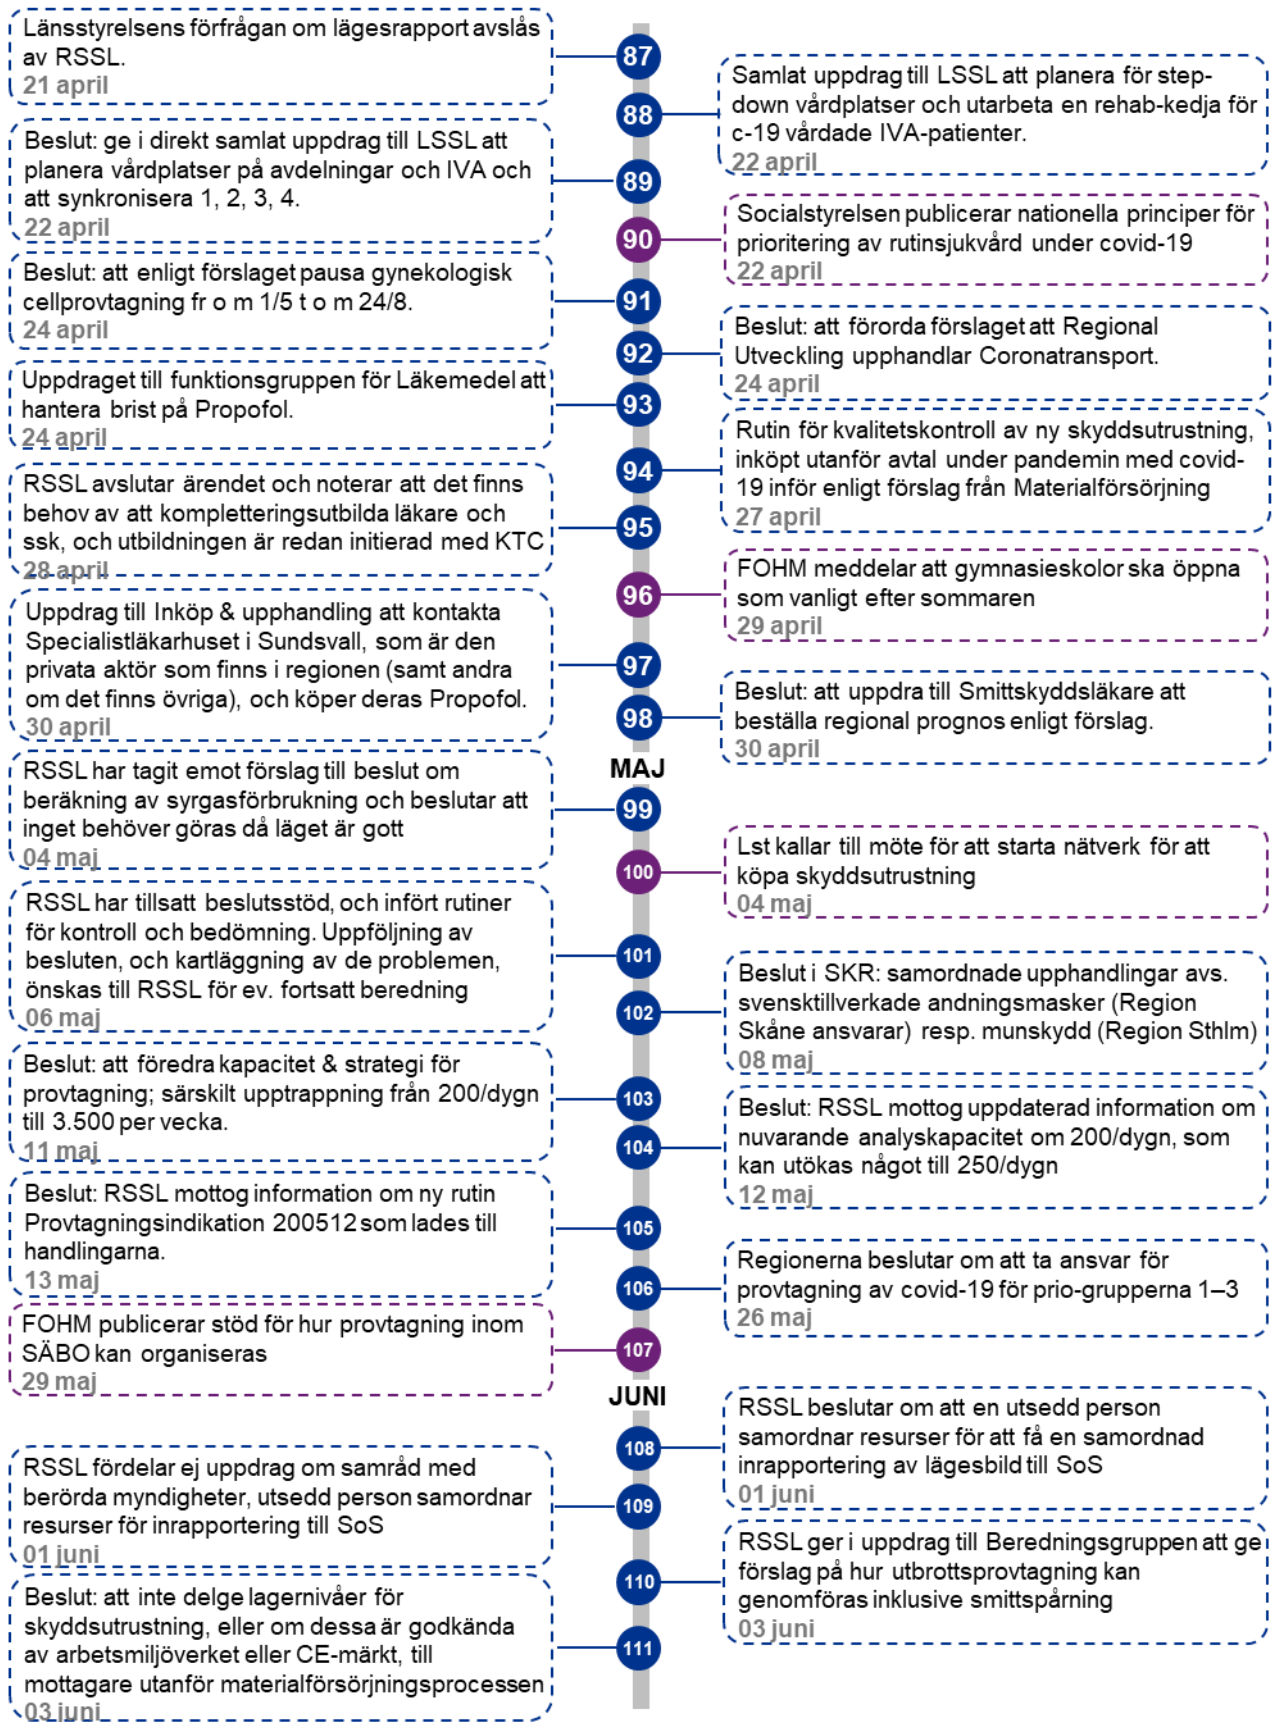 Länsstyrelsens förfrågan om lägesrapport avslås
av RSSL.
21 april
87
88
Samlat uppdrag till LSSL att planera för step-
down vårdplatser och utarbeta en rehab-kedja för
c-19 vårdade IVA-patienter.
22 april
Beslut: ge i direkt samlat uppdrag till LSSL att
planera vårdplatser på avdelningar och IVA och
att synkronisera 1, 2, 3, 4.
22 april
89
90
Socialstyrelsen publicerar nationella principer för
prioritering av rutinsjukvård under covid-19
22 april
Beslut: att enligt förslaget pausa gynekologisk
cellprovtagning fr o m 1/5 t o m 24/8.
24 april
91
92
Beslut: att förorda förslaget att Regional
Utveckling upphandlar Coronatransport.
24 april
Uppdraget till funktionsgruppen för Läkemedel att
hantera brist på Propofol.
24 april
93
94
Rutin för kvalitetskontroll av ny skyddsutrustning,
inköpt utanför avtal under pandemin med covid-
19 inför enligt förslag från Materialförsörjning
27 april
RSSL avslutar ärendet och noterar att det finns
behov av att kompletteringsutbilda läkare och
ssk, och utbildningen är redan initierad med KTC
28 april
95
96
FOHM meddelar att gymnasieskolor ska öppna
som vanligt efter sommaren
29 april
Uppdrag till Inköp & upphandling att kontakta
Specialistläkarhuset i Sundsvall, som är den
privata aktör som finns i regionen (samt andra
om det finns övriga), och köper deras Propofol.
30 april
97
98
Beslut: att uppdra till Smittskyddsläkare att
beställa regional prognos enligt förslag.
30 april
MAJ
RSSL har tagit emot förslag till beslut om
beräkning av syrgasförbrukning och beslutar att
inget behöver göras då läget är gott
04 maj
99
100
Lst kallar till möte för att starta nätverk för att
köpa skyddsutrustning
04 maj
RSSL har tillsatt beslutsstöd, och infört rutiner
för kontroll och bedömning. Uppföljning av
besluten, och kartläggning av de problemen,
önskas till RSSL för ev. fortsatt beredning
06 maj
101
102
Beslut i SKR: samordnade upphandlingar avs.
svensktillverkade andningsmasker (Region
Skåne ansvarar) resp. munskydd (Region Sthlm)
08 maj
Beslut: att föredra kapacitet & strategi för
provtagning; särskilt upptrappning från 200/dygn
till 3.500 per vecka.
11 maj
103
104
Beslut: RSSL mottog uppdaterad information om
nuvarande analyskapacitet om 200/dygn, som
kan utökas något till 250/dygn
12 maj
Beslut: RSSL mottog information om ny rutin
Provtagningsindikation 200512 som lades till
handlingarna.
13 maj
105
106
Regionerna beslutar om att ta ansvar för
provtagning av covid-19 för prio-grupperna 1–3
26 maj
FOHM publicerar stöd för hur provtagning inom
SÄBO kan organiseras
29 maj
107
JUNI
108
RSSL beslutar om att en utsedd person
samordnar resurser för att få en samordnad
inrapportering av lägesbild till SoS
01 juni
RSSL fördelar ej uppdrag om samråd med
berörda myndigheter, utsedd person samordnar
resurser för inrapportering till SoS
01 juni
109
110
RSSL ger i uppdrag till Beredningsgruppen att ge
förslag på hur utbrottsprovtagning kan
genomföras inklusive smittspårning
03 juni
Beslut: att inte delge lagernivåer för
skyddsutrustning, eller om dessa är godkända
av arbetsmiljöverket eller CE-märkt, till
mottagare utanför materialförsörjningsprocessen
03 juni
111